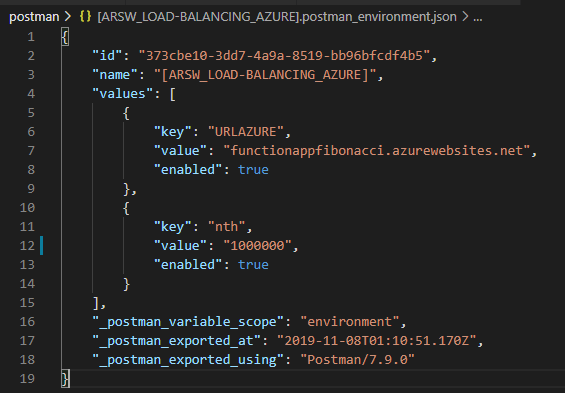 postman > {} [ARSW_LOAD-BALANCING_AZURE].postman_environment.json > ...
1 {
2 "id": "373cbe10-3dd7-4a9a-8519-bb96bfcdf4b5",
3 "name": "[ARSW_LOAD-BALANCING_AZURE]",
4 "values": [
5 {
6 "key": "URLAZURE",
7 "value": "functionappfibonacci.azurewebsites.net",
8 "enabled": true
9 },
10 {
11 "key": "nth",
12 "value": "1000000",
13 "enabled": true
14 }
15 ],
16 "_postman_variable_scope": "environment",
17 "_postman_exported_at": "2019-11-08T01:10:51.170Z",
18 "_postman_exported_using": "Postman/7.9.0"
19 }